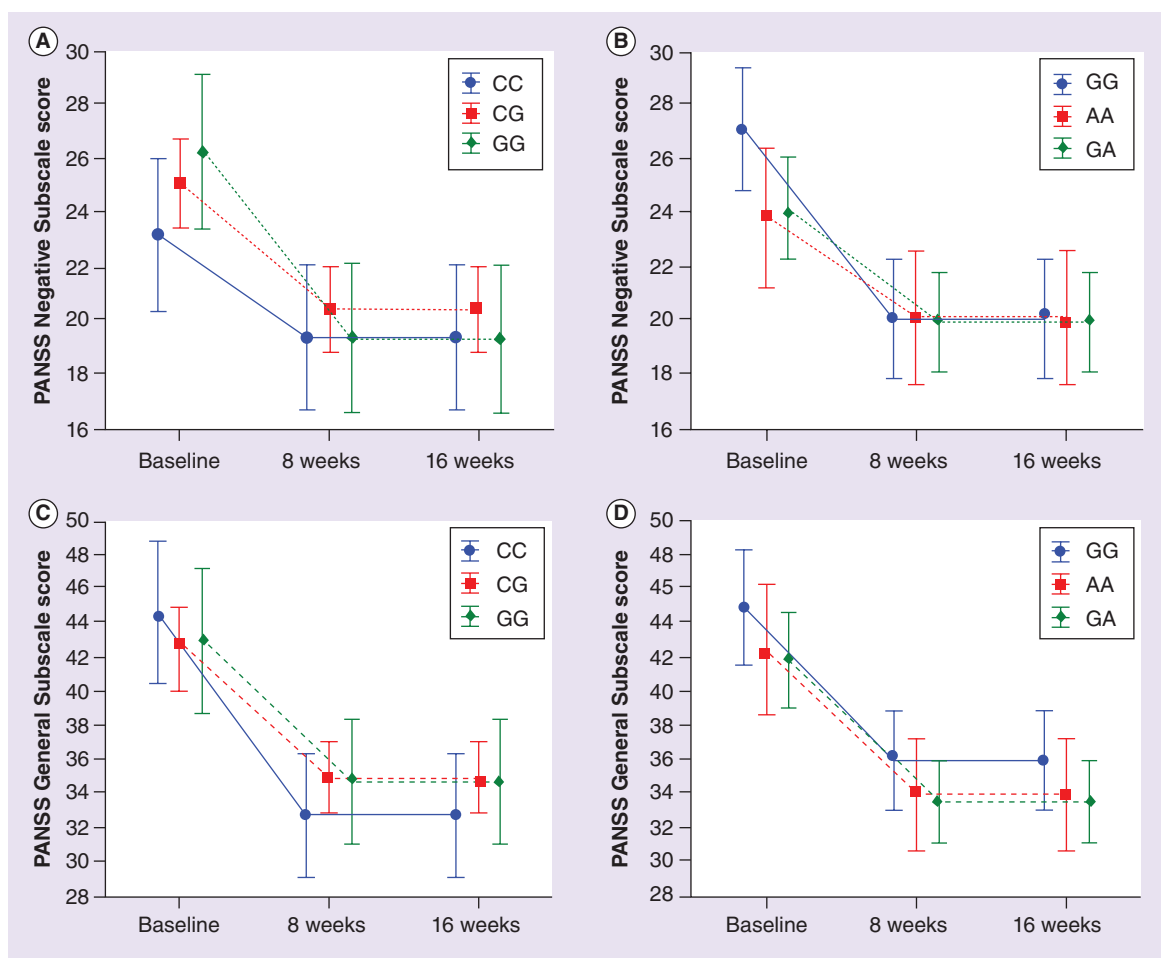 A
PANSS Negative Subscale score
30
28
26
24
22
20
18
16
Baseline
8 weeks
16 weeks
CC
CG
GG
B
PANSS Negative Subscale score
30
28
26
24
22
20
18
16
Baseline
8 weeks
16 weeks
GG
AA
GA
C
PANSS General Subscale score
50
48
46
44
42
40
38
36
34
32
30
28
Baseline
8 weeks
16 weeks
CC
CG
GG
D
PANSS General Subscale score
50
48
46
44
42
40
38
36
34
32
30
28
Baseline
8 weeks
16 weeks
GG
AA
GA